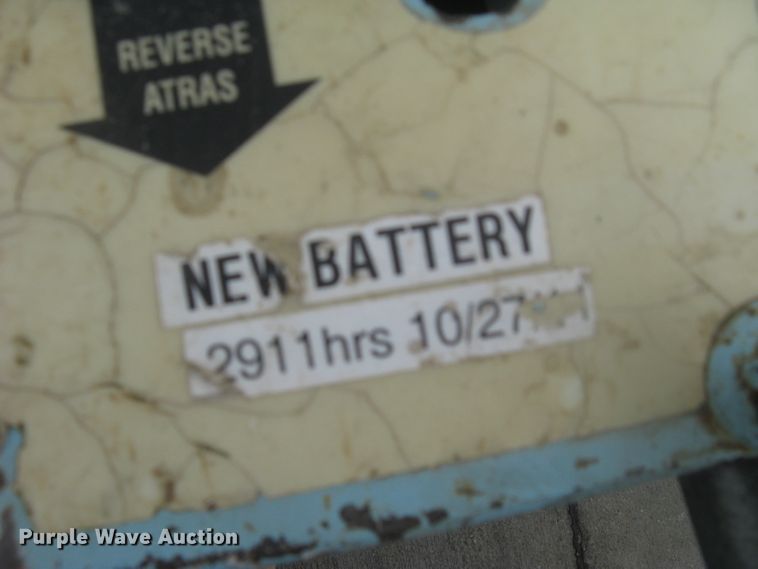 REVERSE
ATRAS
NEW BATTERY
2911hrs 10/27
Purple Wave Auction